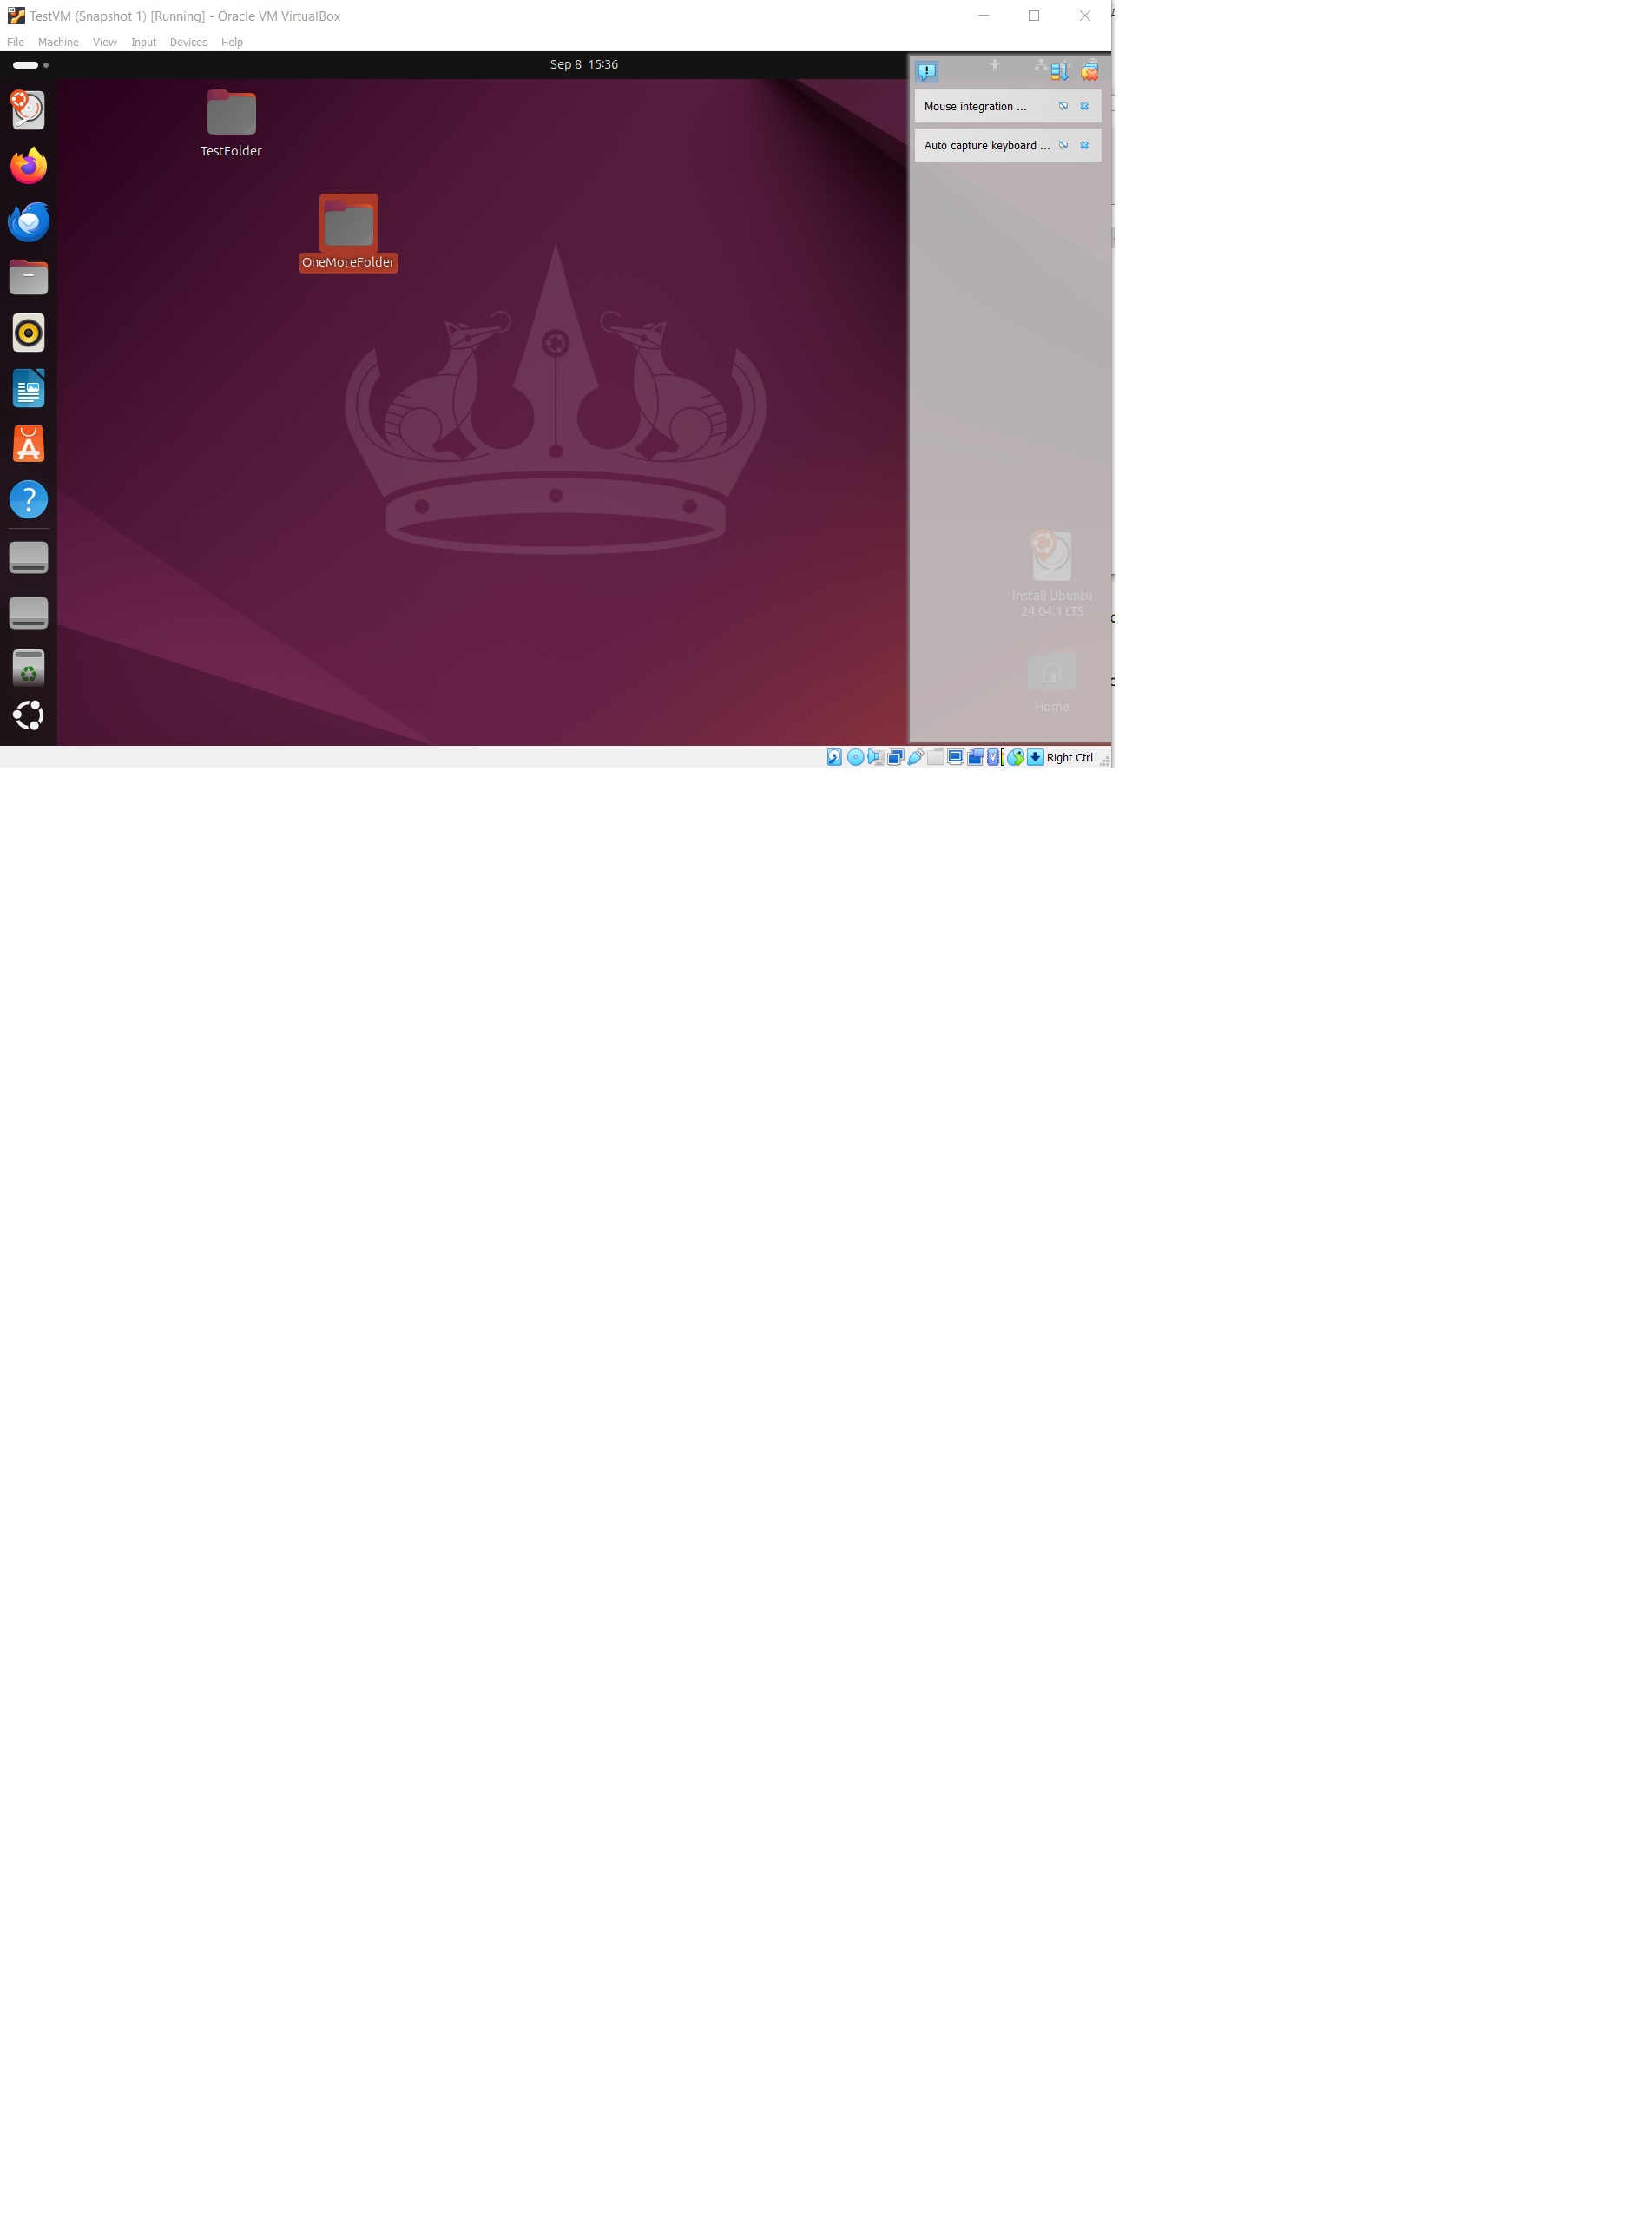 TestVM (Snapshot 1) [Running] - Oracle VM VirtualBox
File Machine View Input Devices Help
Sep 8 15:36
Mouse integration ...
Auto capture keyboard ...
TestFolder
OneMoreFolder
Install Ubuntu
24.04.1 LTS
Home
Right Ctrl